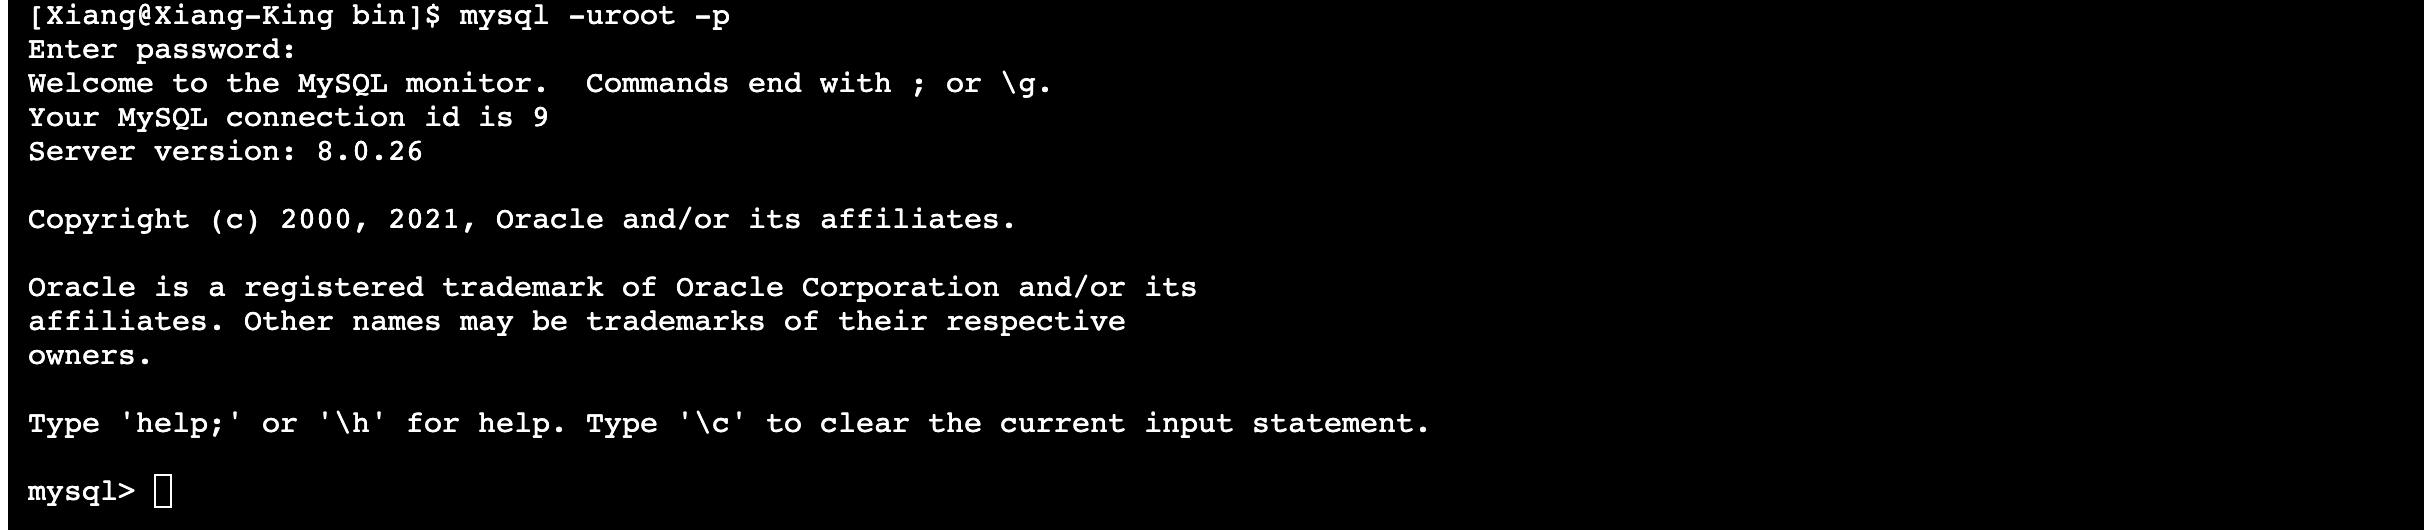 [Xiang@Xiang-King bin]$ mysql -uroot -p
Enter password:
Welcome to the MySQL monitor.  Commands end with ; or \g.
Your MySQL connection id is 9
Server version: 8.0.26
Copyright (c) 2000, 2021, Oracle and/or its affiliates.
Oracle is a registered trademark of Oracle Corporation and/or its
affiliates. Other names may be trademarks of their respective
owners.
Type 'help;' or '\h' for help. Type '\c' to clear the current input statement.
mysql>